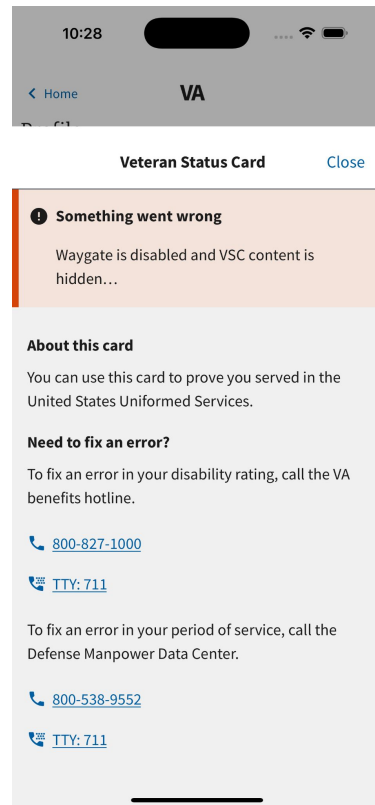 10:28
Home
VA
Veteran Status Card
Close
Something went wrong
Waygate is disabled and VSC content is
hidden…
About this card
You can use this card to prove you served in the
United States Uniformed Services.
Need to fix an error?
To fix an error in your disability rating, call the VA
benefits hotline.
800-827-1000
TTY: 711
To fix an error in your period of service, call the
Defense Manpower Data Center.
800-538-9552
TTY: 711